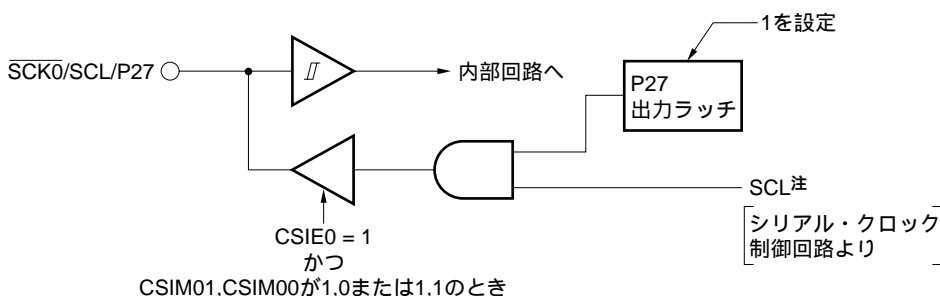 1を設定
SCK0/SCL/P27
内部回路へ
P27
出力ラッチ
SCL注
シリアル・クロック
制御回路より
CSIE0 = 1
かつ
CSIM01,CSIM00が1,0または1,1のとき